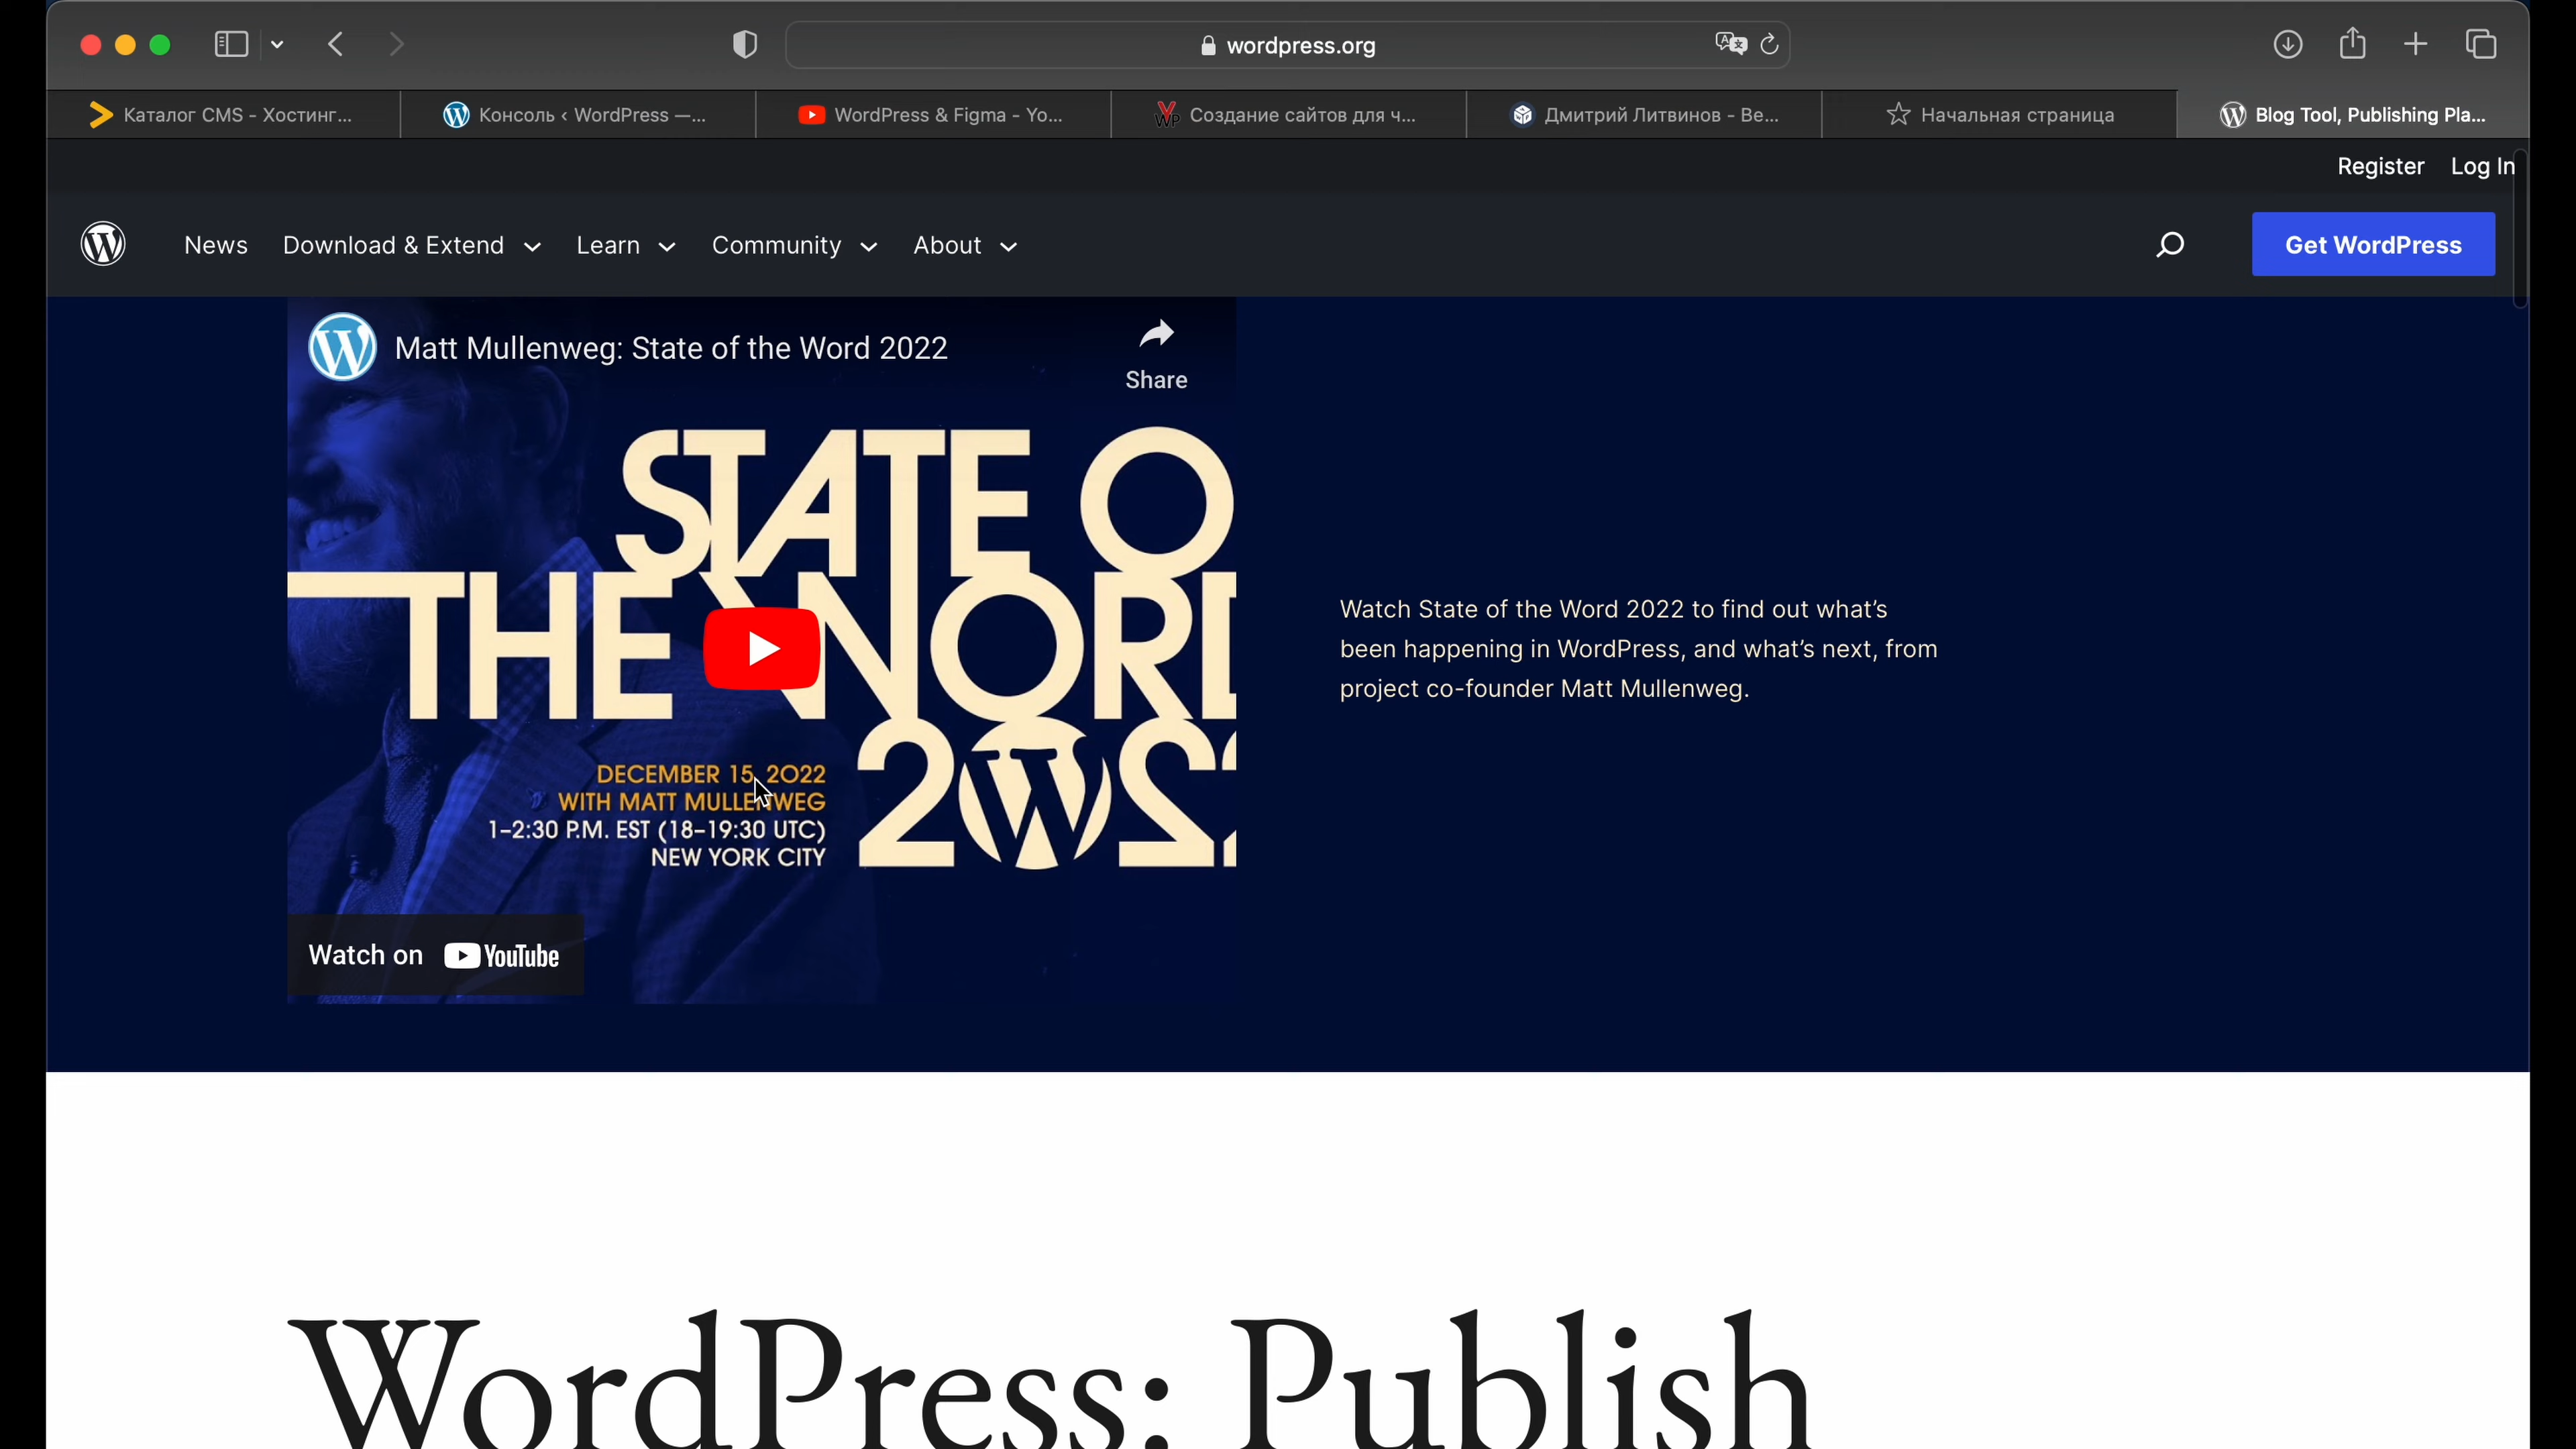 wordpress.org
Каталог CMS - Хостинг...
Консоль ‹ WordPress —...
WordPress & Figma - Yo...
Создание сайтов для ч...
Дмитрий Литвинов - Ве...
Начальная страница
Blog Tool, Publishing Pla...
Register Log In
News Download & Extend Learn Community About
Get WordPress
Matt Mullenweg: State of the Word 2022
Share
STATE O
THE WORD
2022
DECEMBER 15, 2022
WITH MATT MULLENWEG
1–2:30 P.M. EST (18–19:30 UTC)
NEW YORK CITY
Watch on YouTube
Watch State of the Word 2022 to find out what’s
been happening in WordPress, and what’s next, from
project co-founder Matt Mullenweg.
WordPress: Publish